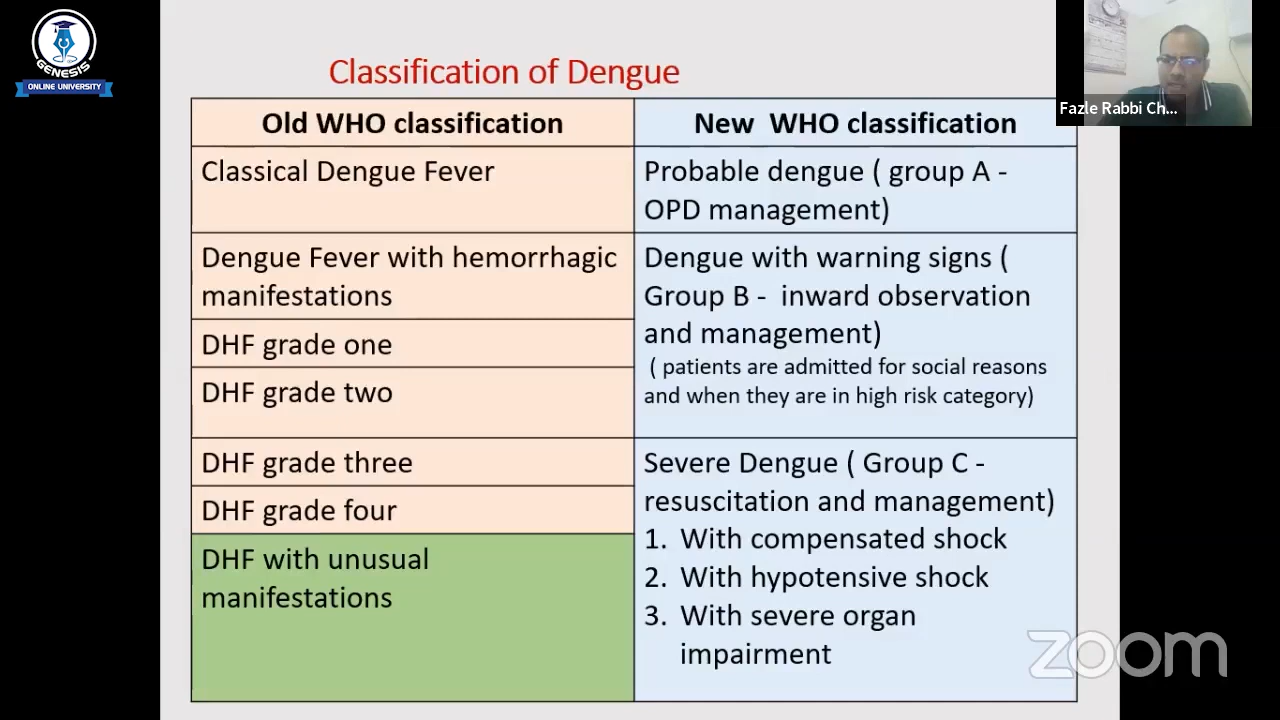 GENESIS
ONLINE UNIVERSITY
Classification of Dengue
Old WHO classification
New WHO classification
Classical Dengue Fever
Probable dengue ( group A -
OPD management)
Dengue Fever with hemorrhagic
manifestations
DHF grade one
DHF grade two
Dengue with warning signs (
Group B - inward observation
and management)
( patients are admitted for social reasons
and when they are in high risk category)
DHF grade three
DHF grade four
DHF with unusual
manifestations
Severe Dengue ( Group C -
resuscitation and management)
1. With compensated shock
2. With hypotensive shock
3. With severe organ
impairment
Fazle Rabbi Ch...
zoom